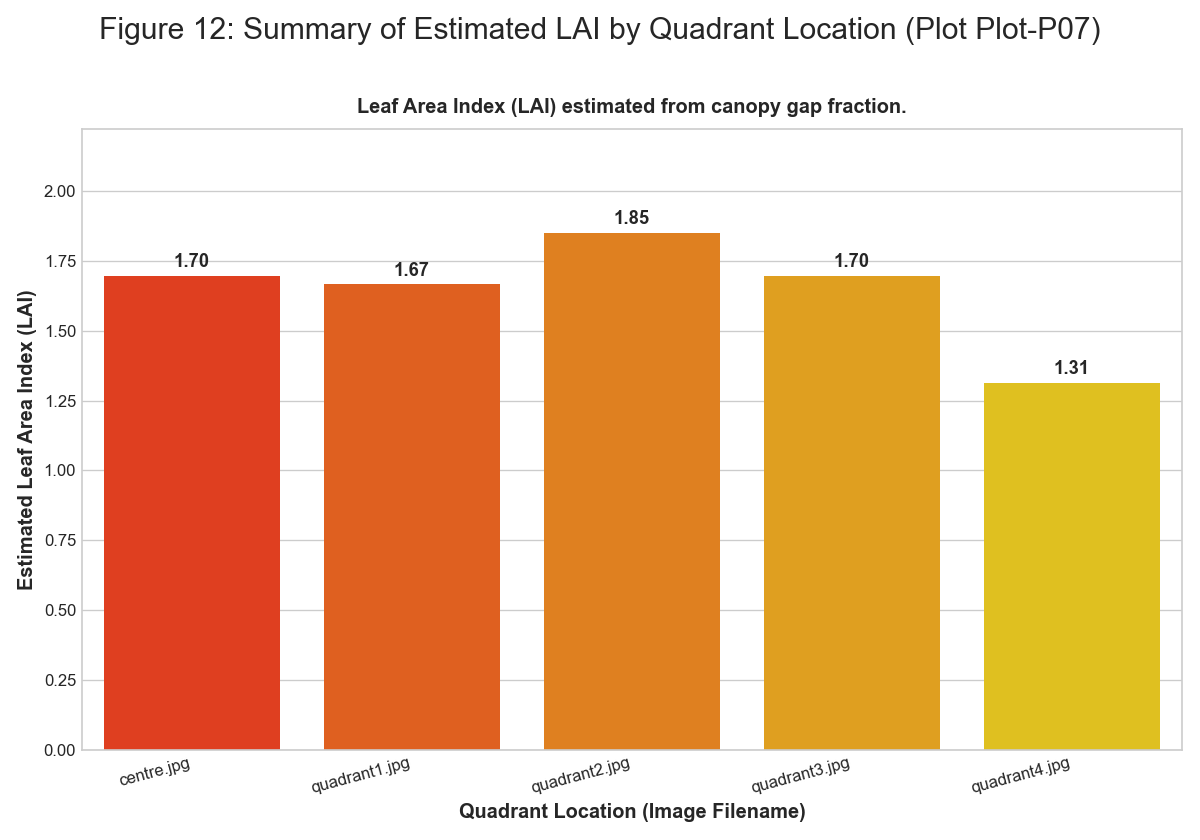 Figure 12: Summary of Estimated LAI by Quadrant Location (Plot Plot-P07)
Leaf Area Index (LAI) estimated from canopy gap fraction.
Estimated Leaf Area Index (LAI)
2.00
1.75
1.50
1.25
1.00
0.75
0.50
0.25
0.00
1.70
1.67
1.85
1.70
1.31
centre.jpg
quadrant1.jpg
quadrant2.jpg
quadrant3.jpg
quadrant4.jpg
Quadrant Location (Image Filename)